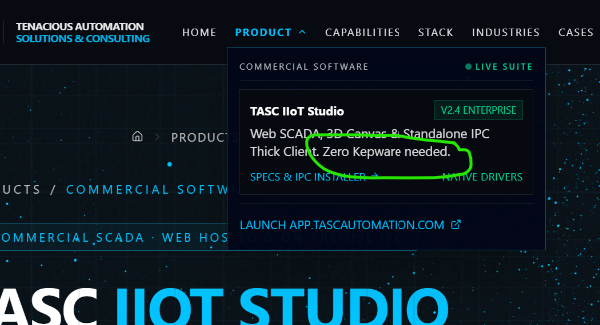 TENACIOUS AUTOMATION
SOLUTIONS & CONSULTING
HOME PRODUCT CAPABILITIES STACK INDUSTRIES CASES
COMMERCIAL SOFTWARE LIVE SUITE
TASC IIoT Studio V2.4 ENTERPRISE
Web SCADA, 3D Canvas & Standalone IPC
Thick Client. Zero Kepware needed.
SPECS & IPC INSTALLER → NATIVE DRIVERS
LAUNCH APP.TASCAUTOMATION.COM
PRODUC
UCTS / COMMERCIAL SOFTW
OMMERCIAL SCADA · WEB HOS
ASC IIOT STUDIO